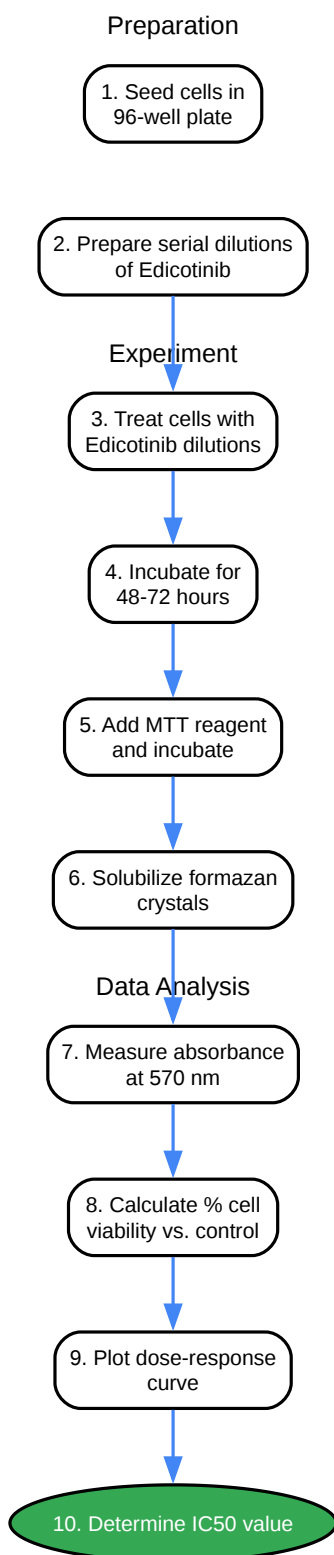 Preparation
1. Seed cells in
96-well plate
2. Prepare serial dilutions
of Edicotinib
Experiment
3. Treat cells with
Edicotinib dilutions
4. Incubate for
48-72 hours
5. Add MTT reagent
and incubate
6. Solubilize formazan
crystals
Data Analysis
7. Measure absorbance
at 570 nm
8. Calculate % cell
viability vs. control
9. Plot dose-response
curve
10. Determine IC50 value